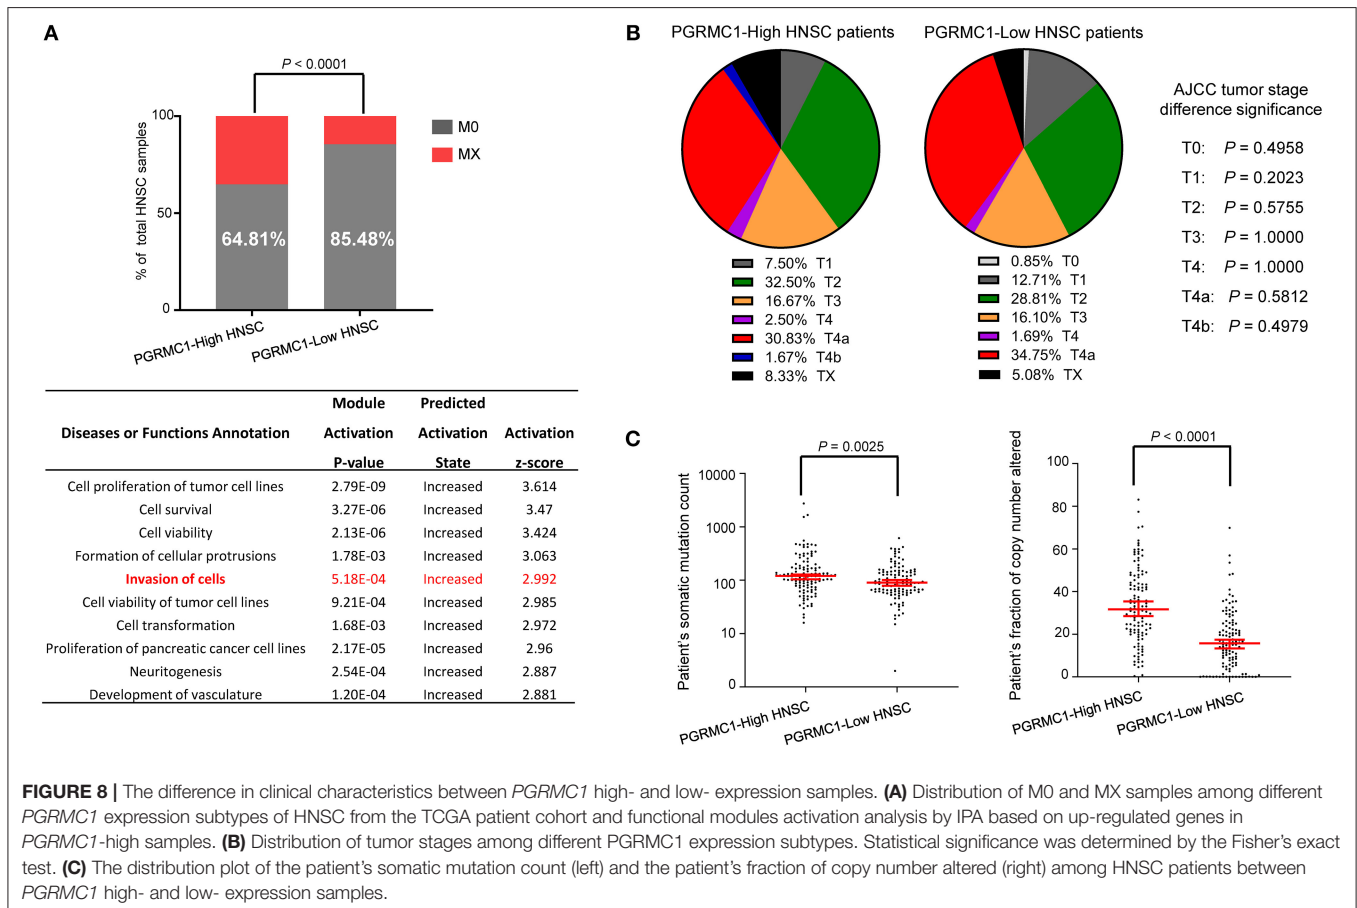 A
P < 0.0001
% of total HNSC samples
100
50
0
64.81%
85.48%
M0
MX
PGRMC1-High HNSC
PGRMC1-Low HNSC
Diseases or Functions Annotation Module Activation P-value Predicted Activation State Activation z-score
Cell proliferation of tumor cell lines 2.79E-09 Increased 3.614
Cell survival 3.27E-06 Increased 3.47
Cell viability 2.13E-06 Increased 3.424
Formation of cellular protrusions 1.78E-03 Increased 3.063
Invasion of cells 5.18E-04 Increased 2.992
Cell viability of tumor cell lines 9.21E-04 Increased 2.985
Cell transformation 1.68E-03 Increased 2.972
Proliferation of pancreatic cancer cell lines 2.17E-05 Increased 2.96
Neuritogenesis 2.54E-04 Increased 2.887
Development of vasculature 1.20E-04 Increased 2.881
B
PGRMC1-High HNSC patients
7.50% T1
32.50% T2
16.67% T3
2.50% T4
30.83% T4a
1.67% T4b
8.33% TX
PGRMC1-Low HNSC patients
0.85% T0
12.71% T1
28.81% T2
16.10% T3
1.69% T4
34.75% T4a
5.08% TX
AJCC tumor stage
difference significance
T0: P = 0.4958
T1: P = 0.2023
T2: P = 0.5755
T3: P = 1.0000
T4: P = 1.0000
T4a: P = 0.5812
T4b: P = 0.4979
C
P = 0.0025
Patient's somatic mutation count
10000
1000
100
10
0
PGRMC1-High HNSC
PGRMC1-Low HNSC
P < 0.0001
Patient's fraction of copy number altered
100
80
60
40
20
0
PGRMC1-High HNSC
PGRMC1-Low HNSC
FIGURE 8 | The difference in clinical characteristics between PGRMC1 high- and low- expression samples. (A) Distribution of M0 and MX samples among different
PGRMC1 expression subtypes of HNSC from the TCGA patient cohort and functional modules activation analysis by IPA based on up-regulated genes in
PGRMC1-high samples. (B) Distribution of tumor stages among different PGRMC1 expression subtypes. Statistical significance was determined by the Fisher's exact
test. (C) The distribution plot of the patient's somatic mutation count (left) and the patient's fraction of copy number altered (right) among HNSC patients between
PGRMC1 high- and low- expression samples.